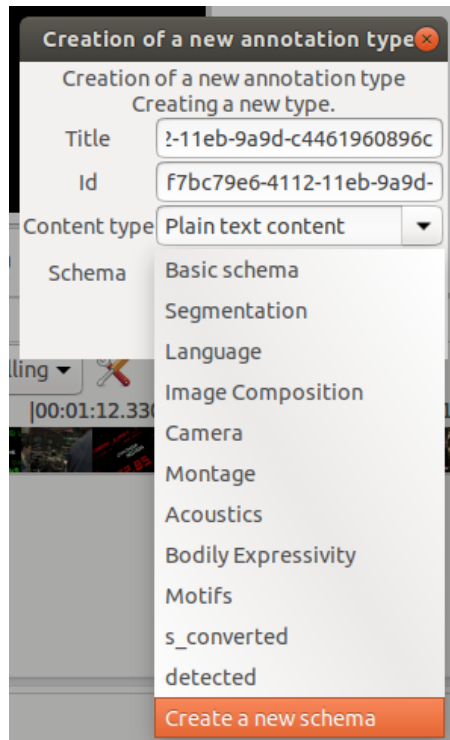 Creation of a new annotation type
Creation of a new annotation type
Creating a new type.
Title
-11eb-9a9d-c4461960896c
Id
f7bc79e6-4112-11eb-9a9d-
Content type Plain text content
Schema
Basic schema
Segmentation
Language
Image Composition
Camera
Montage
Acoustics
Bodily Expressivity
Motifs
s_converted
detected
Create a new schema
lling
|00:01:12.330